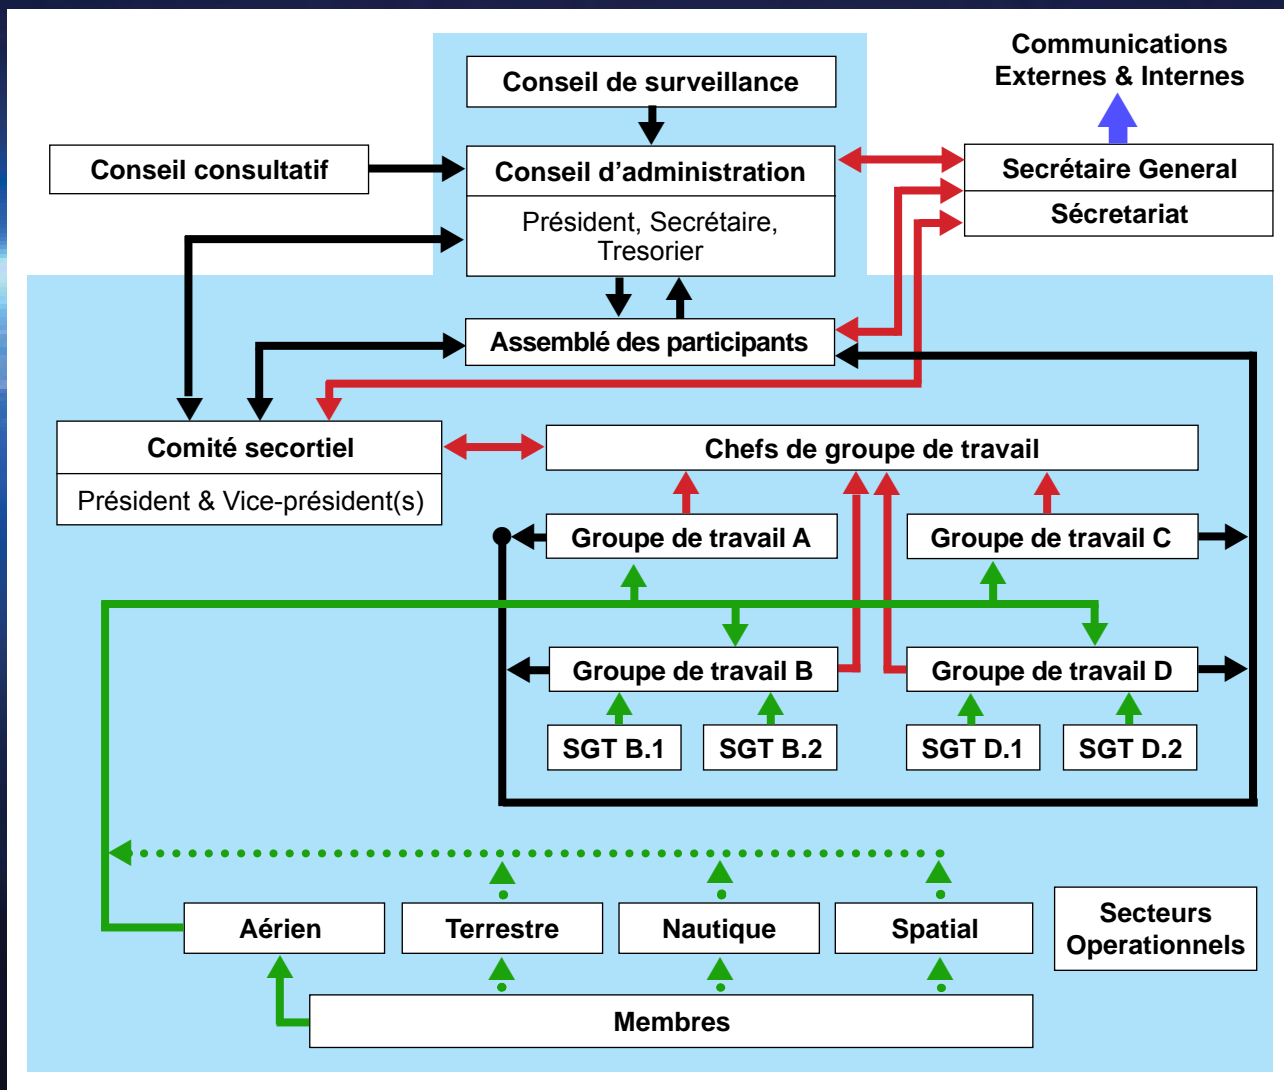 Communications
Externes & Internes
Conseil de surveillance
Conseil consultatif
Conseil d’administration
Président, Secrétaire,
Tresorier
Secrétaire General
Sécretariat
Assemblé des participants
Comité secortiel
Président & Vice-président(s)
Chefs de groupe de travail
Groupe de travail A
Groupe de travail C
Groupe de travail B
Groupe de travail D
SGT B.1
SGT B.2
SGT D.1
SGT D.2
Aérien
Terrestre
Nautique
Spatial
Secteurs
Operationnels
Membres